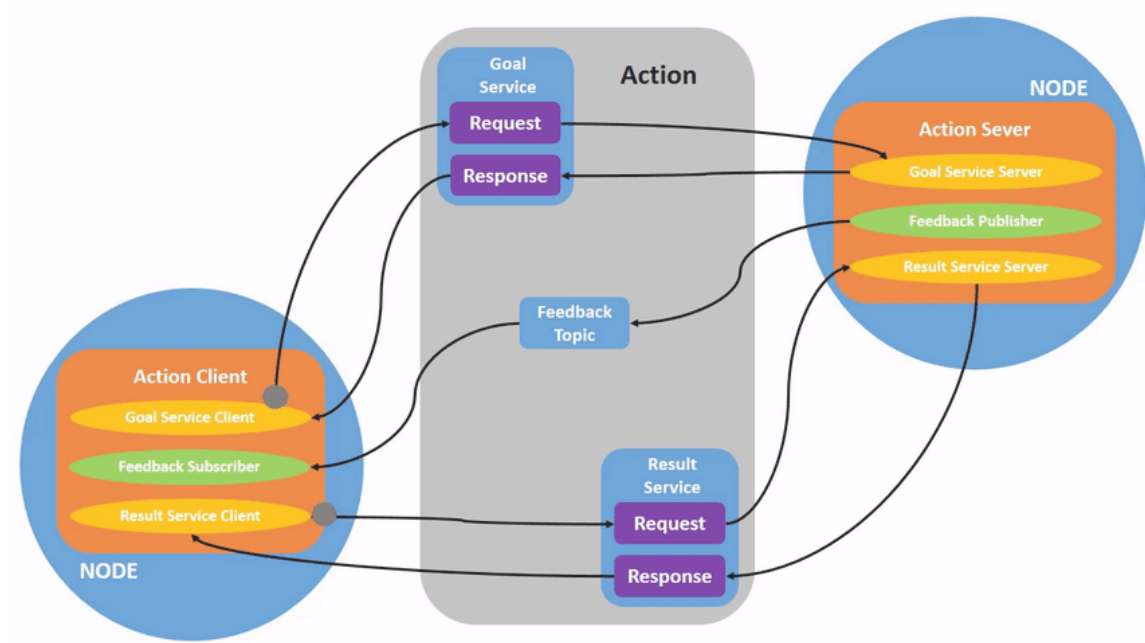 Goal
Service
Request
Response
Action
NODE
Action Sever
Goal Service Server
Feedback Publisher
Result Service Server
Feedback
Topic
Action Client
Goal Service Client
Feedback Subscriber
Result Service Client
NODE
Result
Service
Request
Response